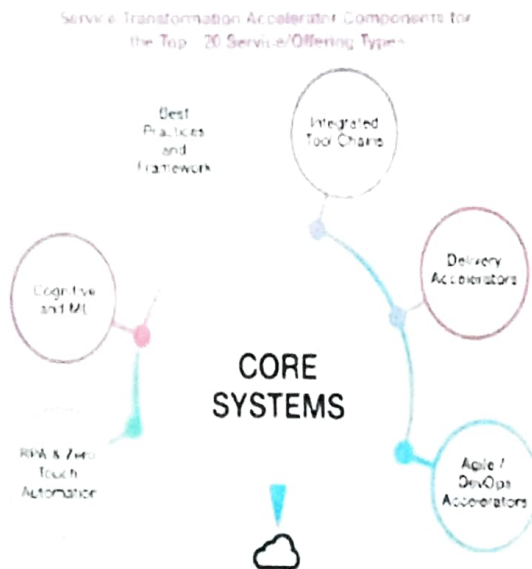 Service Transformation Accelerator Components for
the Top 20 Service/Offering Types
Best
Practices
and
Framework
Integrated
Tool Chains
Delivery
Accelerators
Cognitive
and ML
CORE
SYSTEMS
RPA & Zero
Touch
Automation
Agile /
DevOps
Accelerators